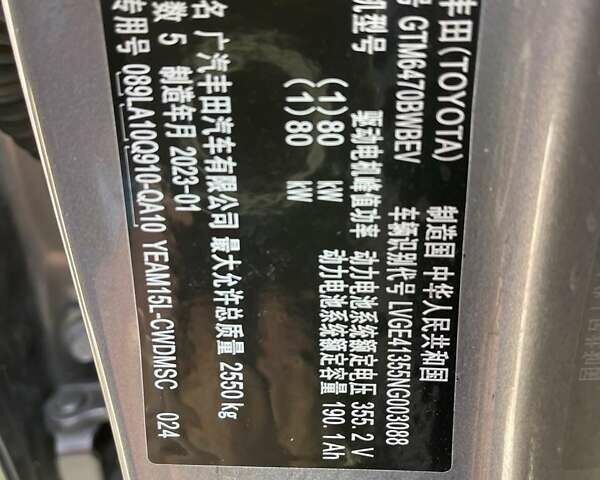 丰田(TOYOTA) 制造国 中华人民共和国
号 GTM6470BWBEV 车辆识别代号 LVGE41355NG003088
机型号 驱动电机峰值功率 动力电池系统额定电压 355.2 V
(1)80 kW 动力电池系统额定容量 190.1Ah
(1)80 kW
名 广汽丰田汽车有限公司 最大允许总质量 2550kg
数 5 制造年月 2023-01
专用号 089LA10Q910-QA10 YEAM15L-CWDMSC 024